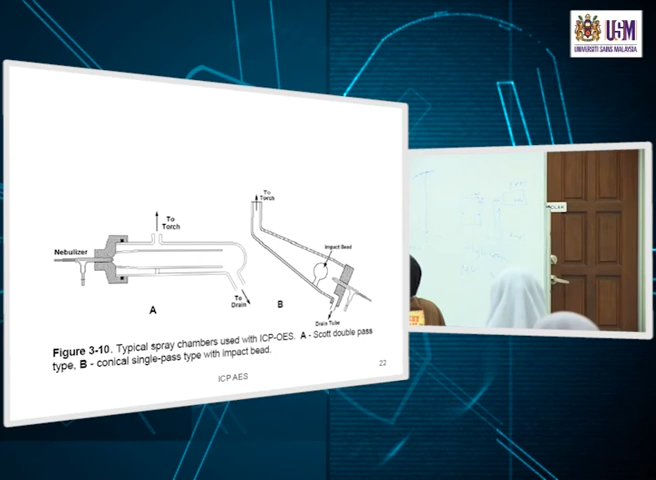 USM
UNIVERSITI SAINS MALAYSIA
To
Torch
To
Torch
Nebulizer
Impact Bead
To
Drain
A
B
Drain Tube
Figure 3-10. Typical spray chambers used with ICP-OES. A - Scott double pass
type, B - conical single-pass type with impact bead.
22
ICP AES